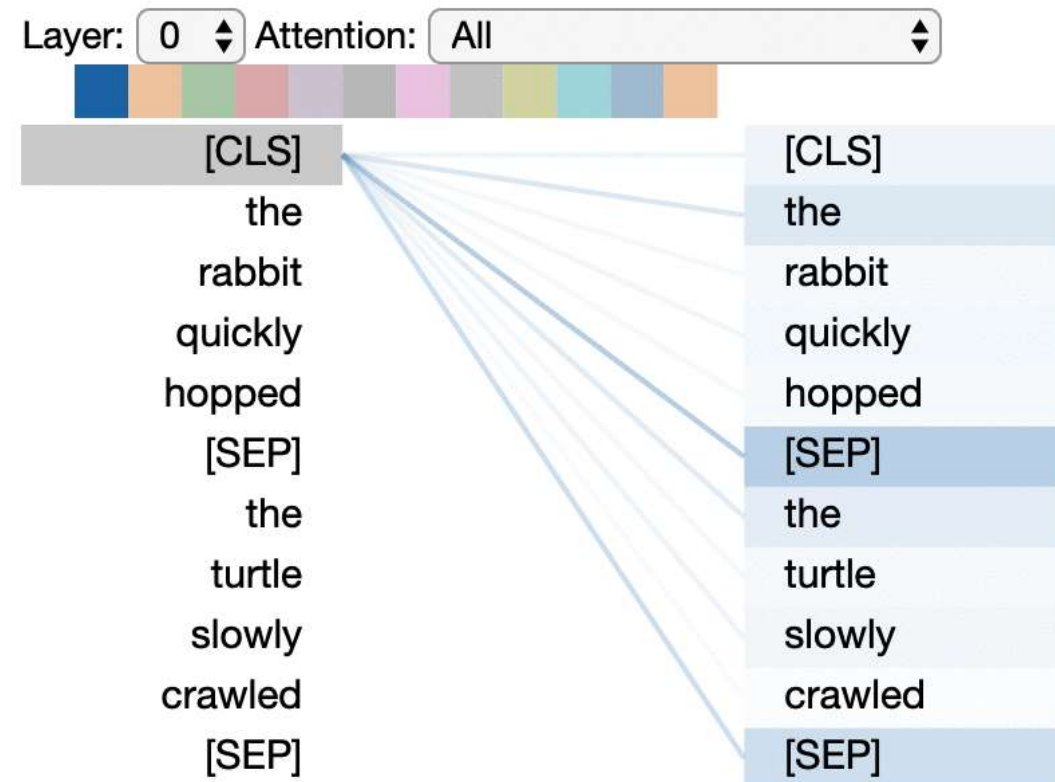 Layer: 0 Attention: All
[CLS] [CLS]
the the
rabbit rabbit
quickly quickly
hopped hopped
[SEP] [SEP]
the the
turtle turtle
slowly slowly
crawled crawled
[SEP] [SEP]